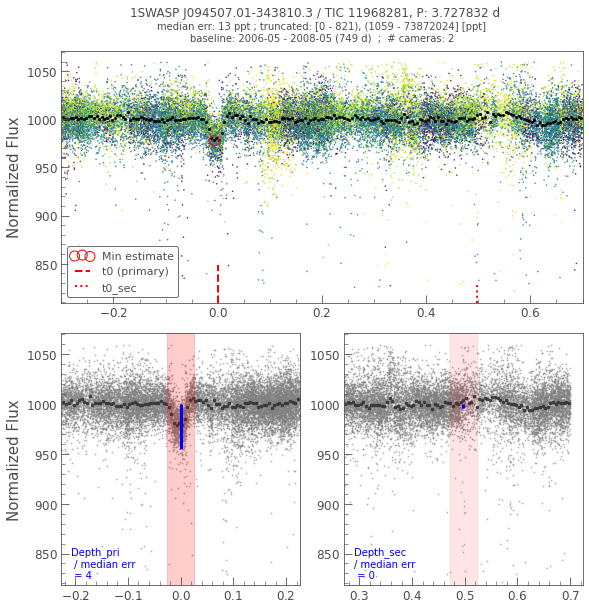 1SWASP J094507.01-343810.3 / TIC 11968281, P: 3.727832 d
median err: 13 ppt ; truncated: [0 - 821), (1059 - 73872024] [ppt]
baseline: 2006-05 - 2008-05 (749 d)  ;  # cameras: 2
Normalized Flux
1050
1000
950
900
850
Min estimate
t0 (primary)
t0_sec
−0.2 0.0 0.2 0.4 0.6
Normalized Flux
1050
1000
950
900
850
Depth_pri
/ median err
= 4
−0.2 −0.1 0.0 0.1 0.2
1050
1000
950
900
850
Depth_sec
/ median err
= 0
0.3 0.4 0.5 0.6 0.7